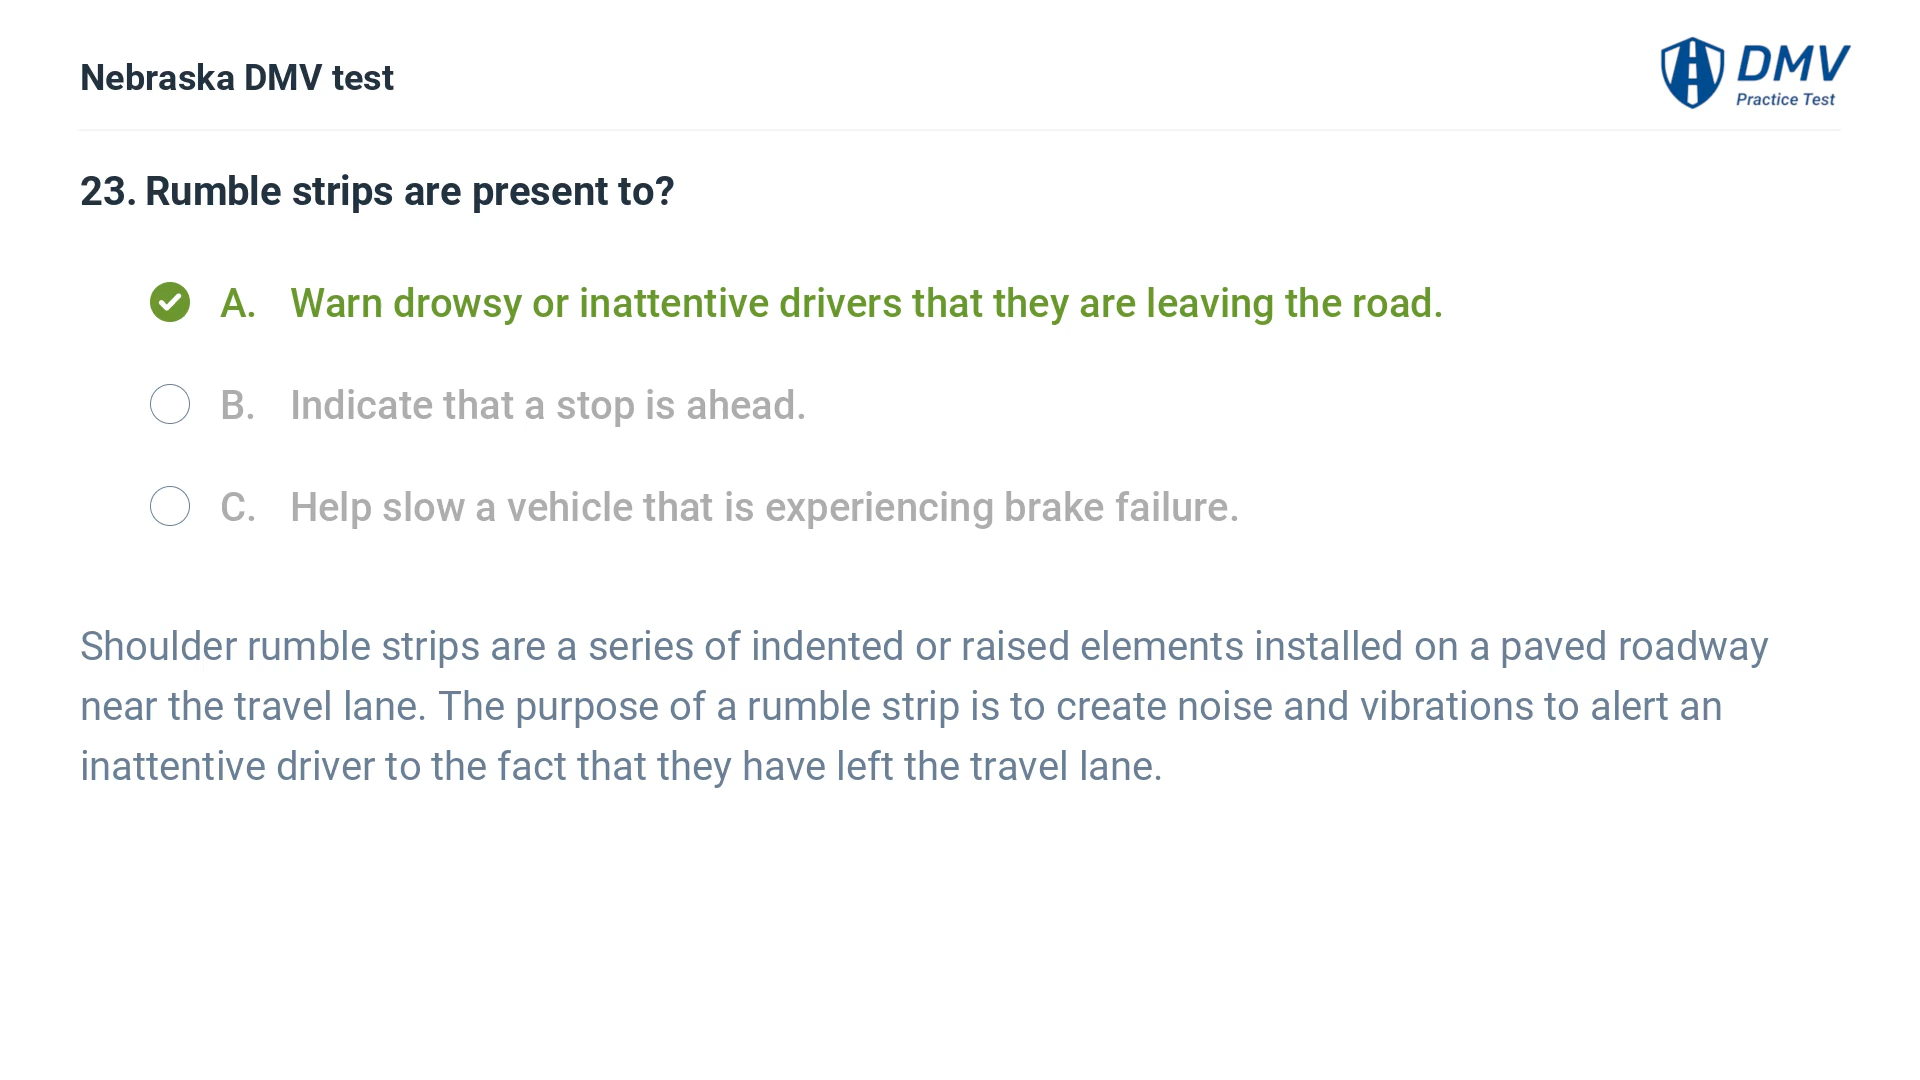 Nebraska DMV test
DMV
Practice Test
23. Rumble strips are present to?
A. Warn drowsy or inattentive drivers that they are leaving the road.
B. Indicate that a stop is ahead.
C. Help slow a vehicle that is experiencing brake failure.
Shoulder rumble strips are a series of indented or raised elements installed on a paved roadway
near the travel lane. The purpose of a rumble strip is to create noise and vibrations to alert an
inattentive driver to the fact that they have left the travel lane.